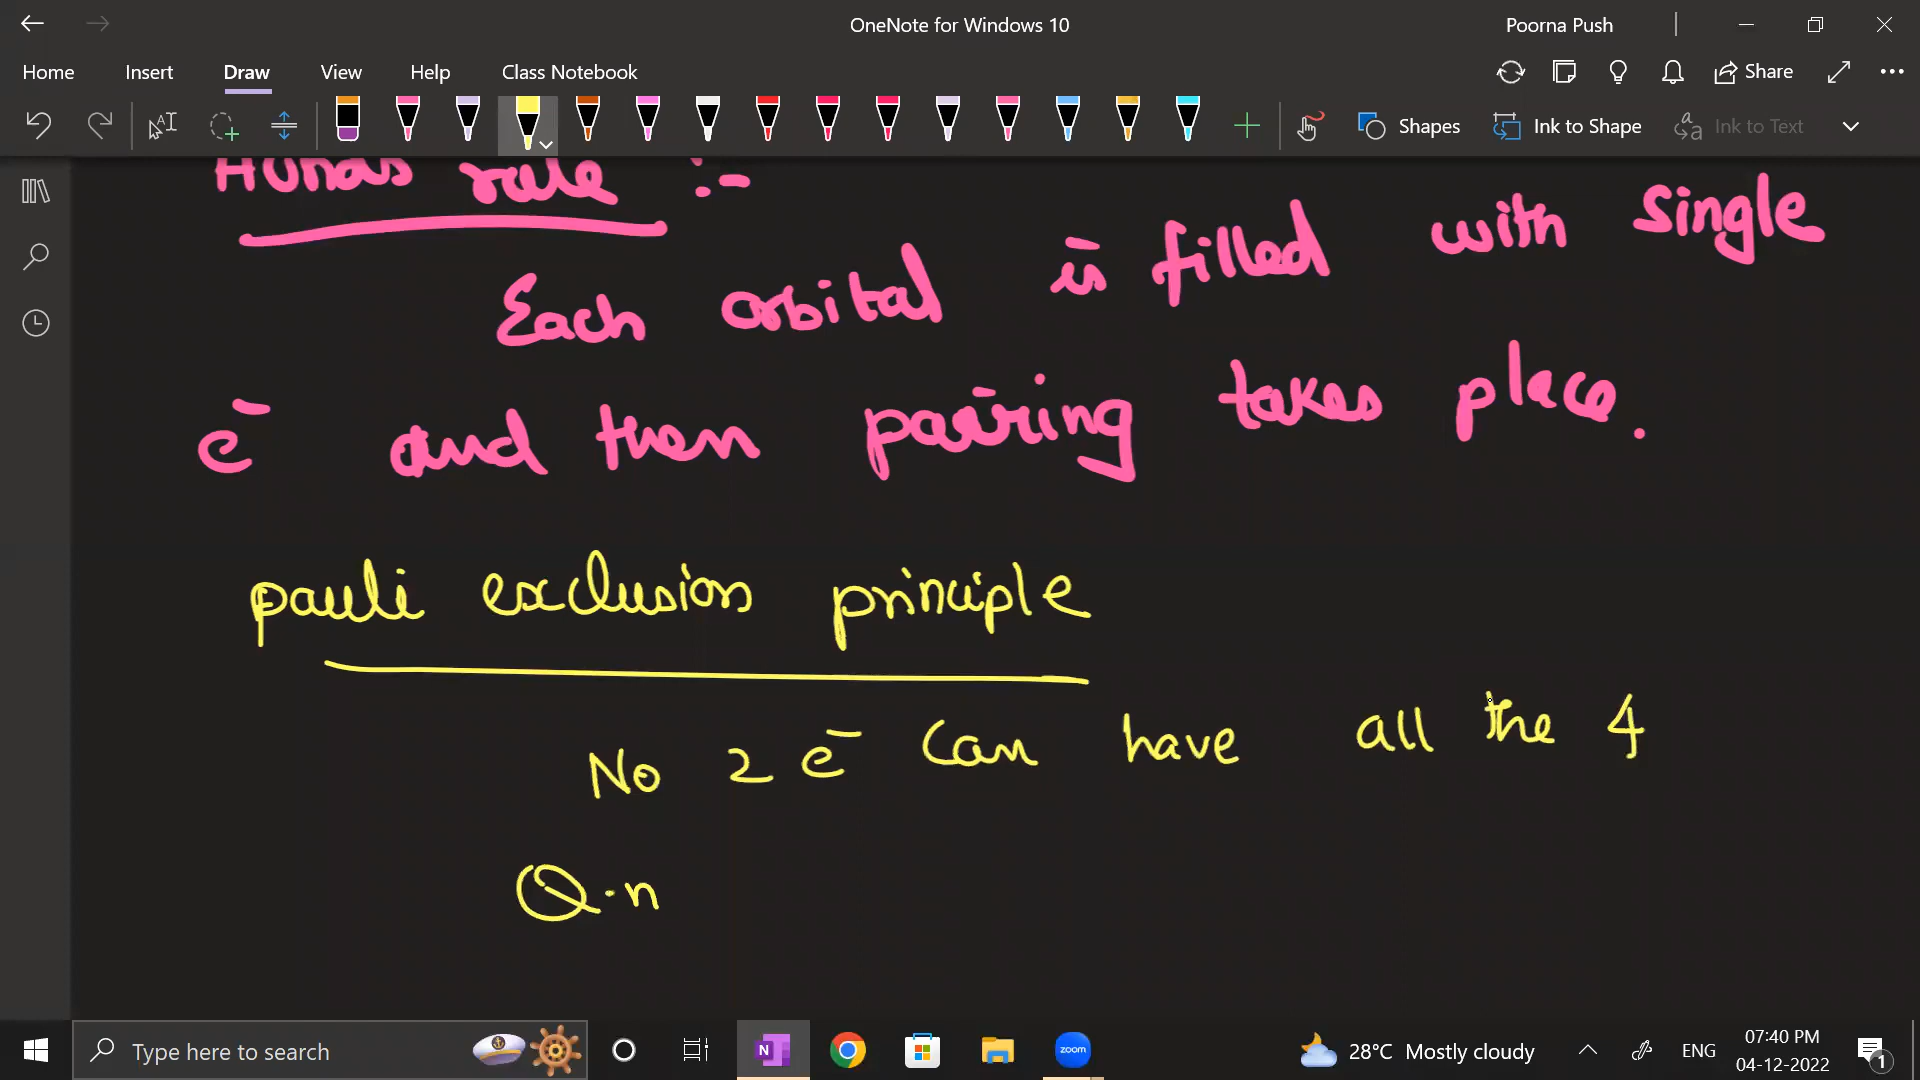 OneNote for Windows 10
Poorna Push
Home Insert Draw View Help Class Notebook
Share
Shapes Ink to Shape Ink to Text
Hunds rule :-
Each orbital is filled with single
e⁻ and then pairing takes place.
pauli exclusion principle
No 2 e⁻ can have all the 4
Q.n
Type here to search
N
zoom
28°C Mostly cloudy
ENG
07:40 PM
04-12-2022
1